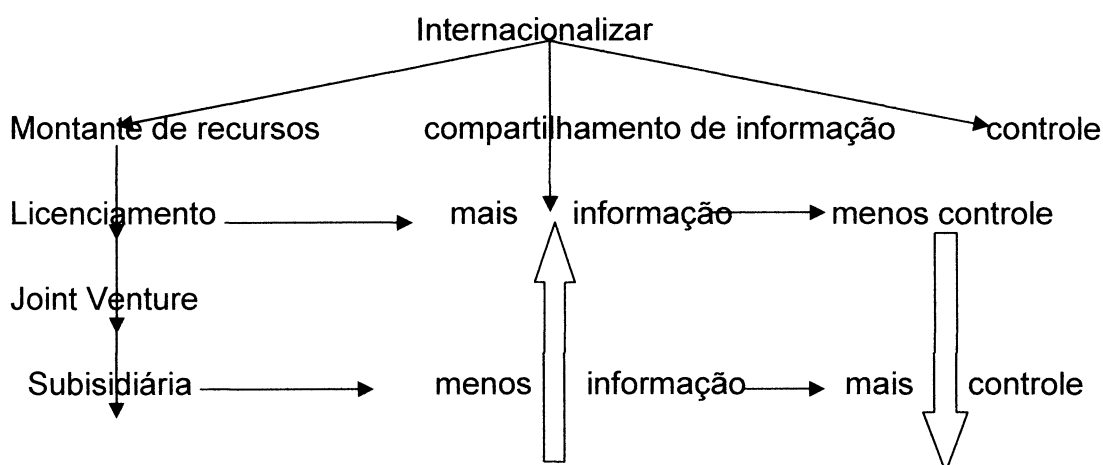 Internacionalizar
Montante de recursos compartilhamento de informação controle
Licenciamento mais informação menos controle
Joint Venture
Subisidiária menos informação mais controle